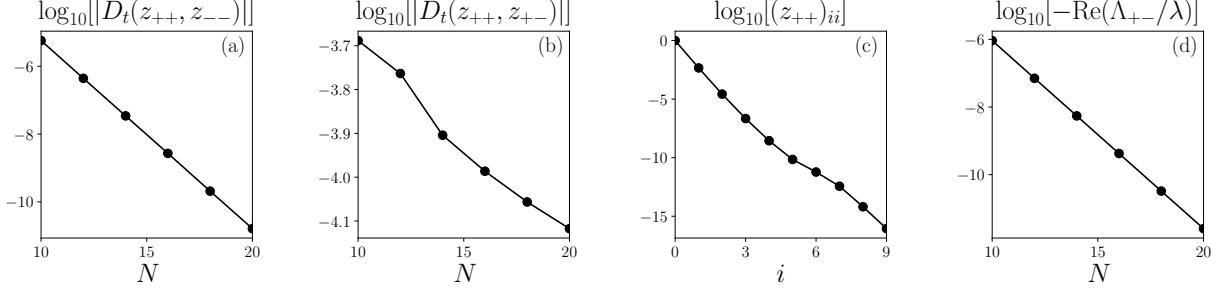 log₁₀[|Dₜ(z₊₊, z₋₋)|]
(a)
−6
−8
−10
10 15 20
N
log₁₀[|Dₜ(z₊₊, z₊₋)|]
(b)
−3.7
−3.8
−3.9
−4.0
−4.1
10 15 20
N
log₁₀[(z₊₊)ᵢᵢ]
(c)
0
−5
−10
−15
0 3 6 9
i
log₁₀[−Re(Λ₊₋/λ)]
(d)
−6
−8
−10
10 15 20
N